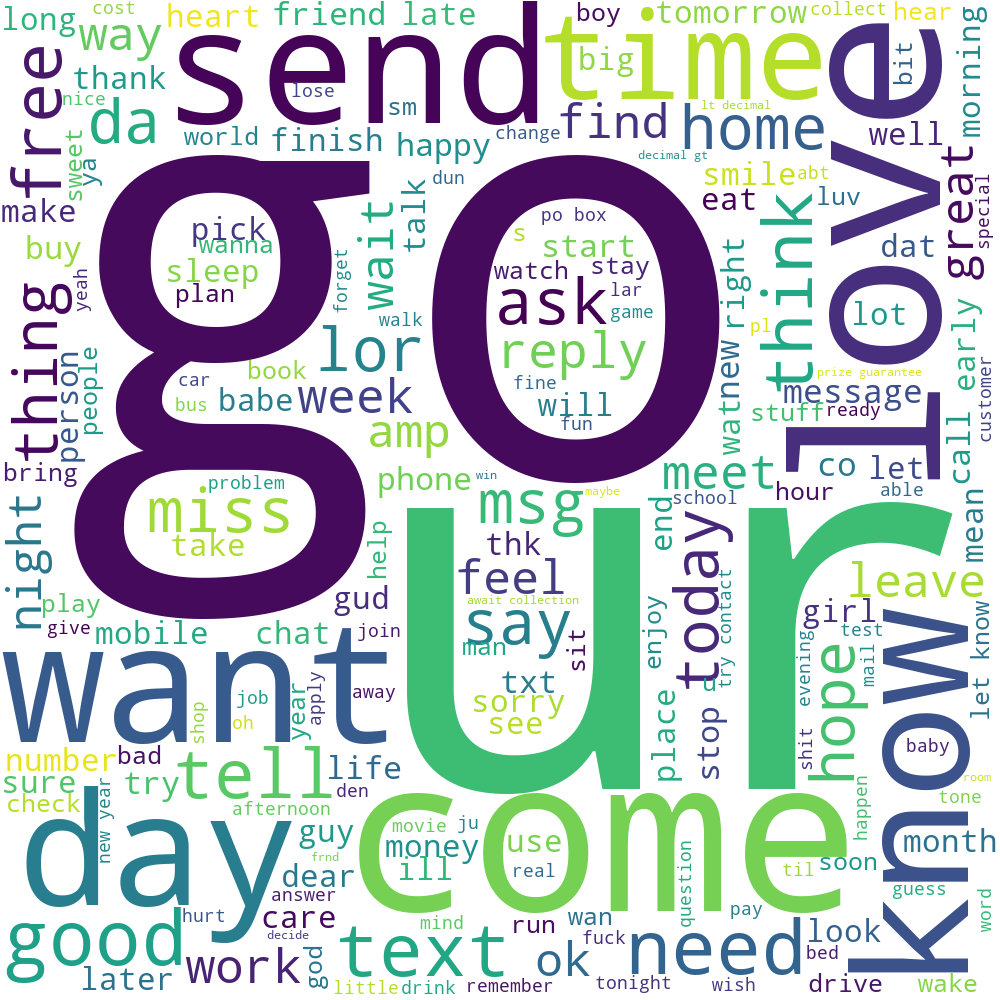 long
cost
way
heart
friend
late
send
time
boy
tomorrow
collect
hear
big
love
bit
morning
thank
nice
free
da
lose
sm
world
finish
happy
change
find
lt decimal
home
well
decimal gt
sweet
ya
make
dun
smile
abt
luv
eat
great
special
go
pick
wanna
sleep
plan
wait
talk
forget
walk
s
po box
start
watch
stay
ask
lar
game
reply
fine
will
fun
dat
think
right
new
wat
lot
pl
buy
yeah
thing
person
people
car
bus
book
babe
lor
week
amp
prize guarantee
message
stuff
ready
call
early
customer
bring
problem
miss
take
phone
win
msg
maybe
meet
school
co
let
hour
able
night
help
thk
feel
end
today
mean
leave
play
give
gud
await collection
say
man
sit
enjoy
try contact
girl
test
mobile
chat
join
ur
txt
sorry
see
place
stop
u
evening
shit
hope
mail
know
let know
want
job
oh
shop
year
apply
away
number
bad
sure
try
tell
life
den
baby
room
tone
check
new year
day
afternoon
guy
movie
ju
money
use
come
til
happen
soon
month
frnd
dear
ill
real
question
guess
word
good
hurt
answer
care
decide
mind
run
wan
pay
look
later
work
god
text
ok
fuck
need
bed
little
drink
remember
tonight
wish
drive
wake